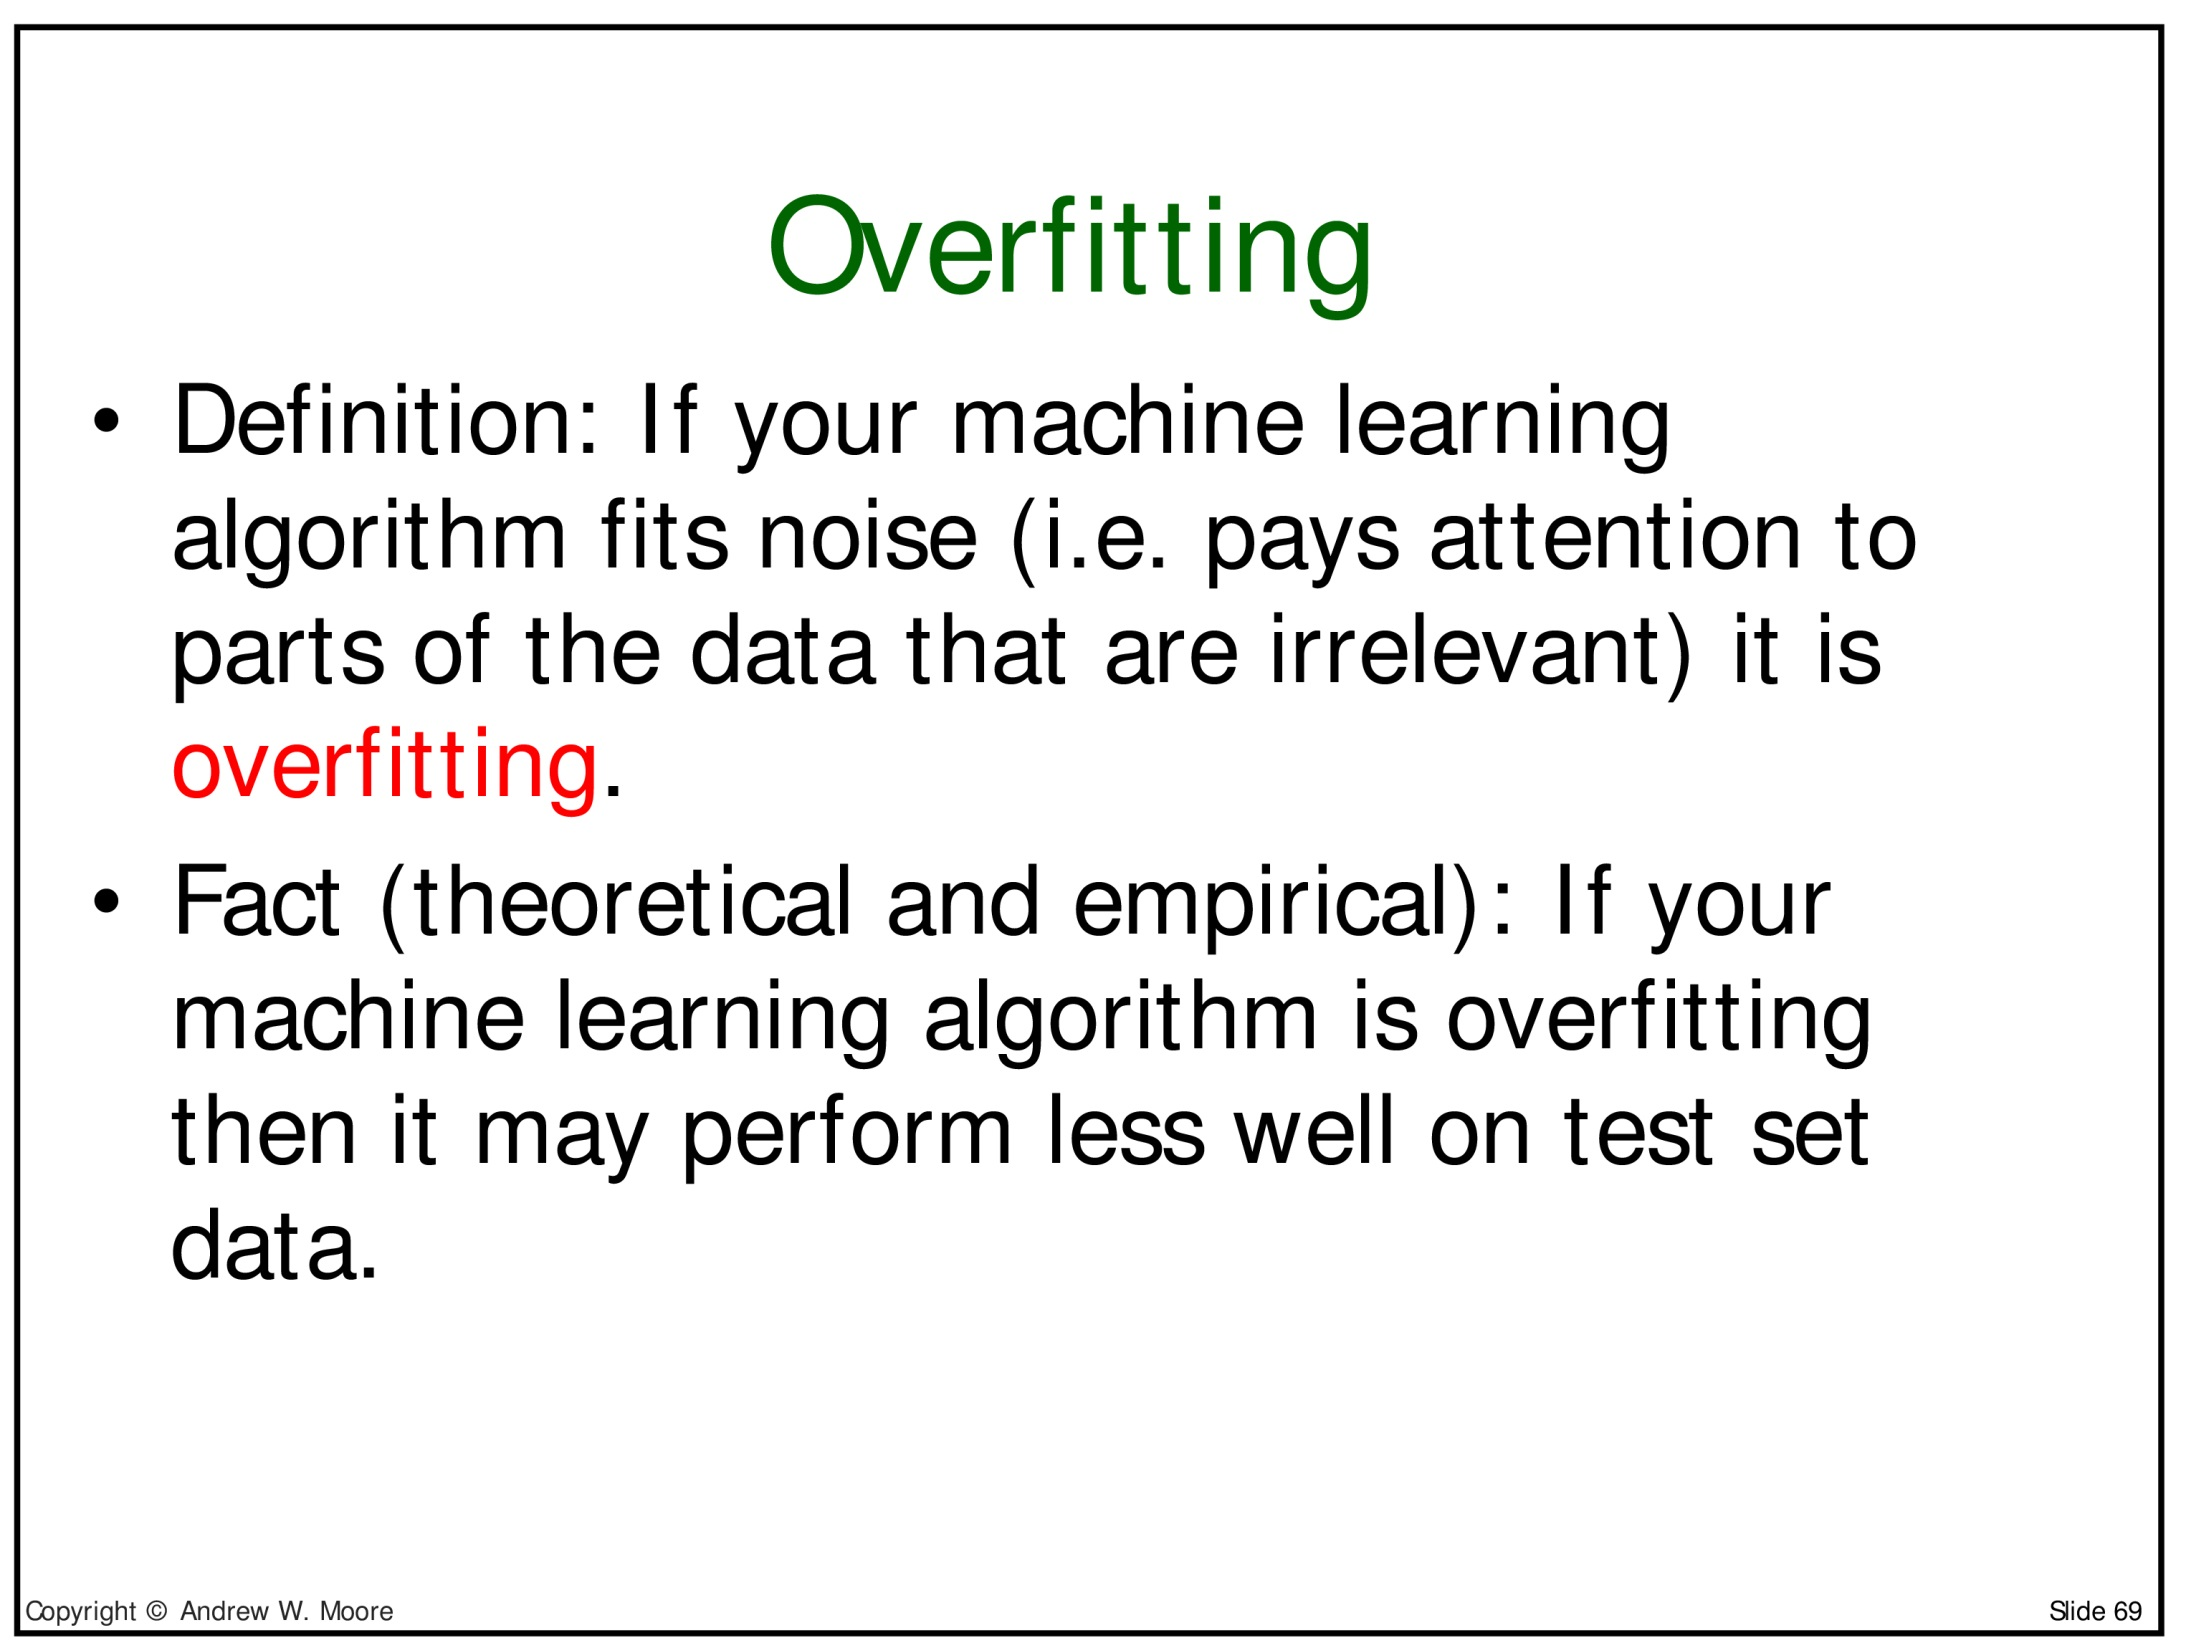 Overfitting
• Definition: If your machine learning
algorithm fits noise (i.e. pays attention to
parts of the data that are irrelevant) it is
overfitting.
• Fact (theoretical and empirical): If your
machine learning algorithm is overfitting
then it may perform less well on test set
data.
Copyright © Andrew W. Moore
Slide 69